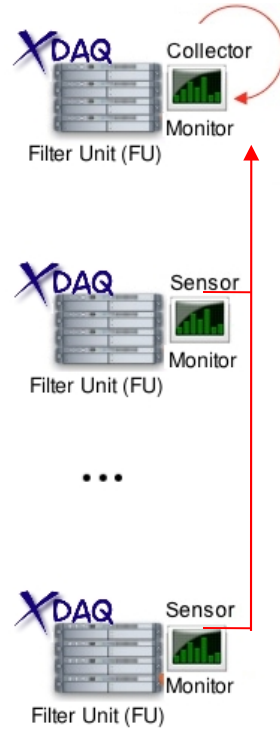 XDAQ
Collector
Monitor
Filter Unit (FU)
XDAQ
Sensor
Monitor
Filter Unit (FU)
...
XDAQ
Sensor
Monitor
Filter Unit (FU)